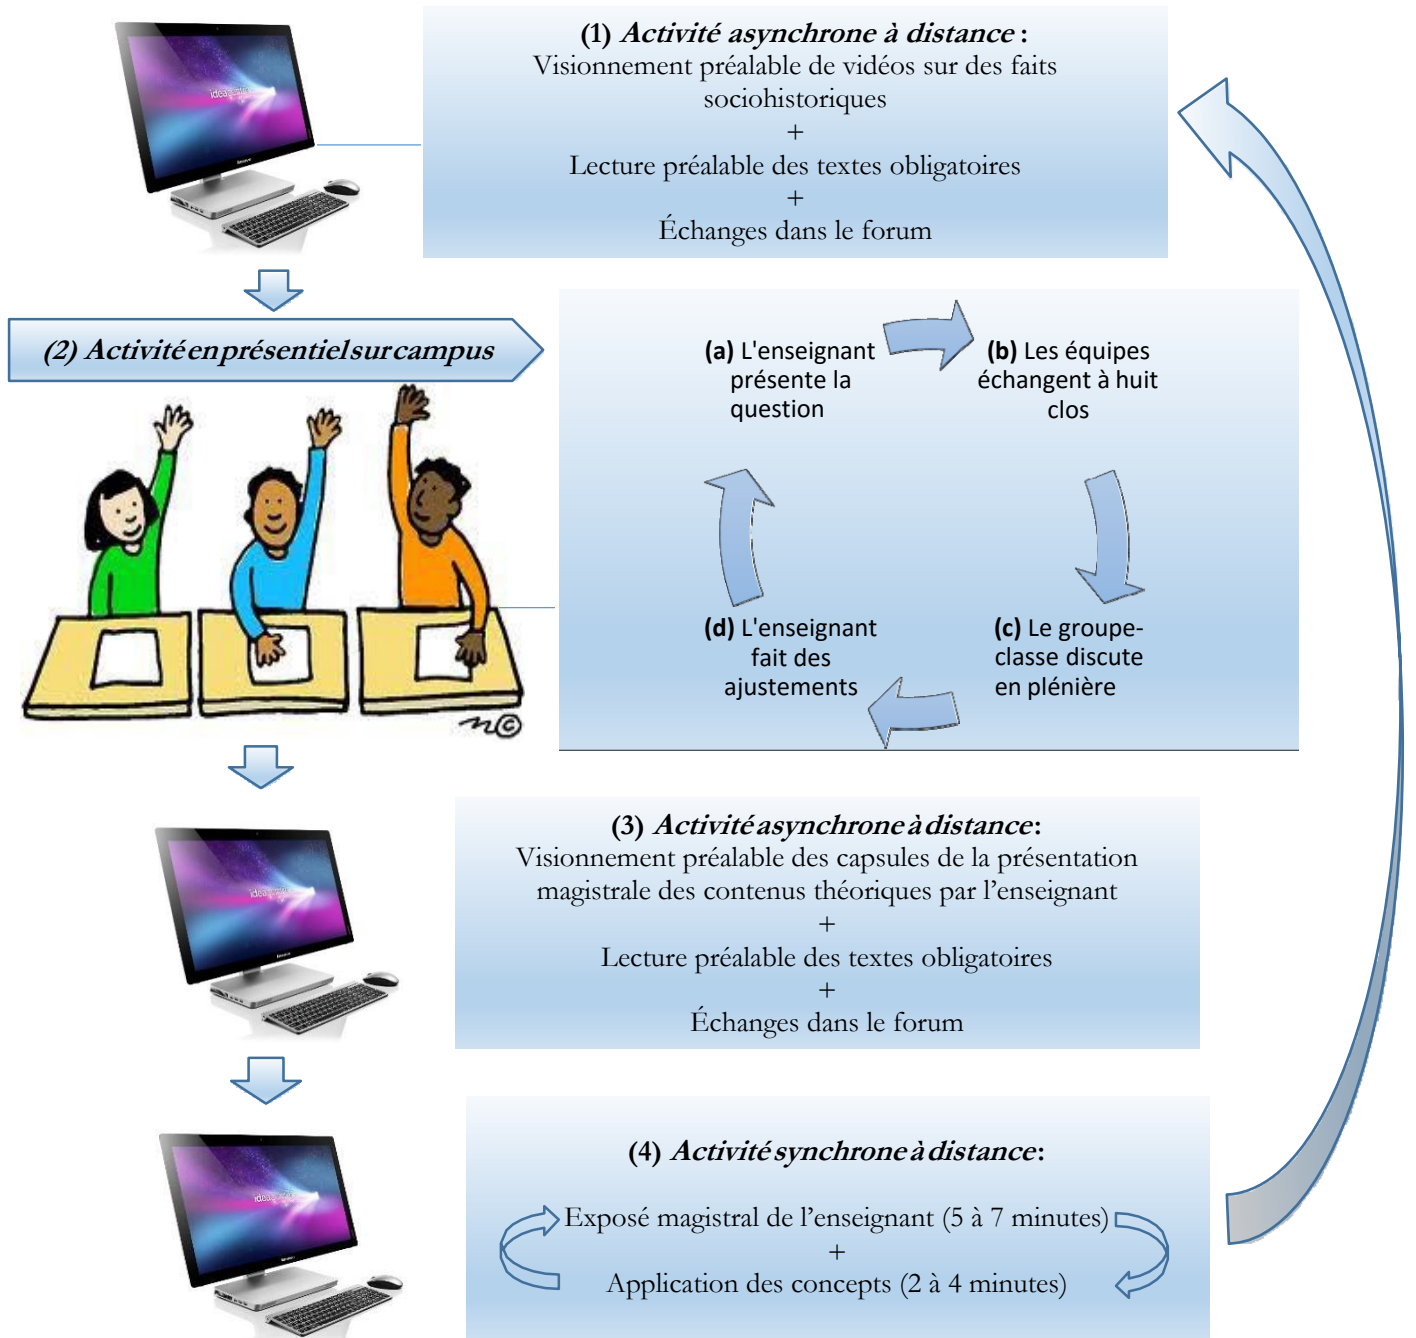 (1) Activité asynchrone à distance :
Visionnement préalable de vidéos sur des faits
sociohistoriques
+
Lecture préalable des textes obligatoires
+
Échanges dans le forum
(2) Activité en présentiel sur campus
(a) L'enseignant
présente la
question
(b) Les équipes
échangent à huit
clos
(c) Le groupe-
classe discute
en plénière
(d) L'enseignant
fait des
ajustements
(3) Activité asynchrone à distance :
Visionnement préalable des capsules de la présentation
magistrale des contenus théoriques par l’enseignant
+
Lecture préalable des textes obligatoires
+
Échanges dans le forum
(4) Activité synchrone à distance :
Exposé magistral de l’enseignant (5 à 7 minutes)
+
Application des concepts (2 à 4 minutes)